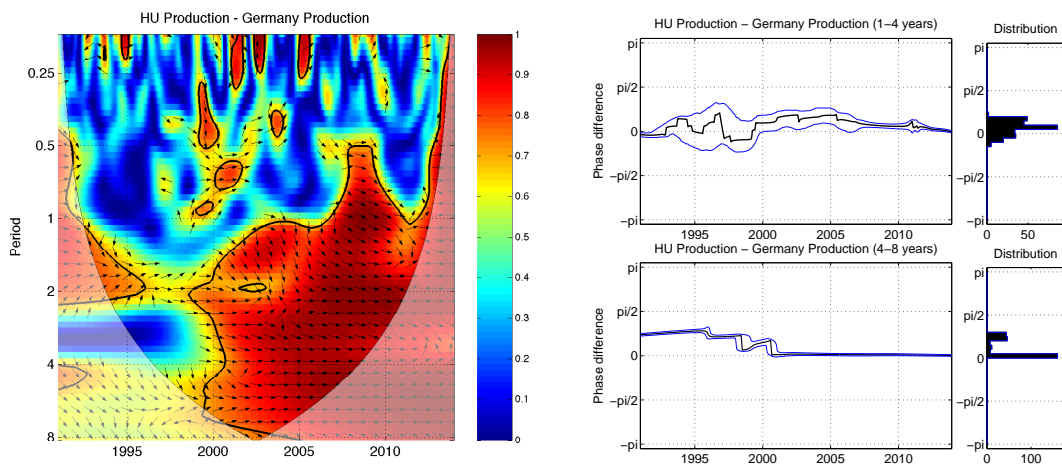 HU Production - Germany Production
Period
0.25
0.5
1
2
4
8
1995
2000
2005
2010
1
0.9
0.8
0.7
0.6
0.5
0.4
0.3
0.2
0.1
0
HU Production – Germany Production (1–4 years)
Phase difference
pi
pi/2
0
−pi/2
−pi
1995
2000
2005
2010
Distribution
pi
pi/2
0
−pi/2
−pi
0
50
HU Production – Germany Production (4–8 years)
Phase difference
pi
pi/2
0
−pi/2
−pi
1995
2000
2005
2010
Distribution
pi
pi/2
0
−pi/2
−pi
0
100